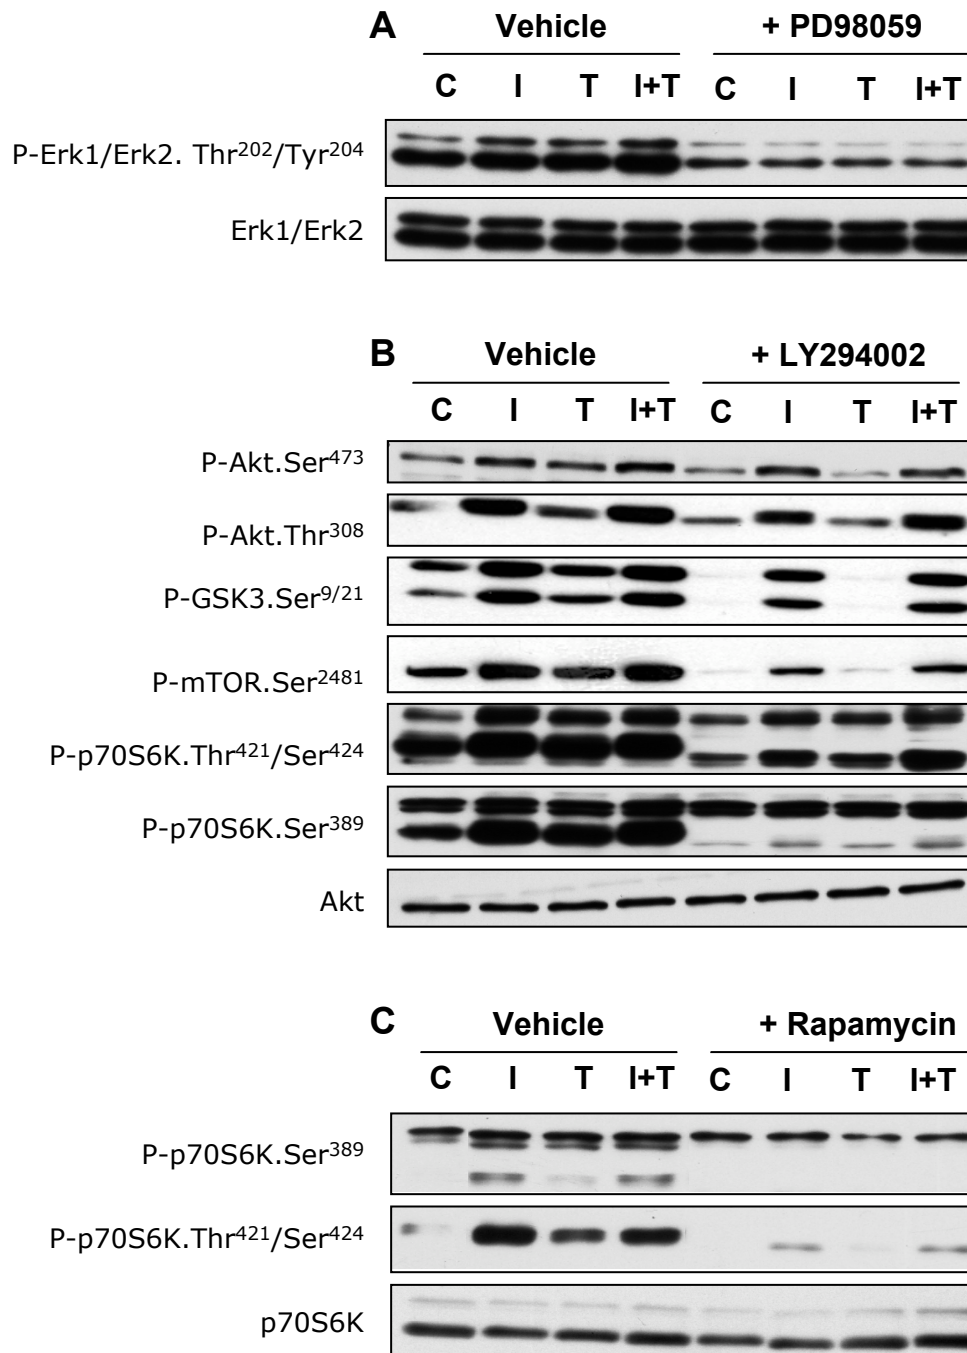 A Vehicle + PD98059
C I T I+T C I T I+T
P-Erk1/Erk2. Thr²⁰²/Tyr²⁰⁴
Erk1/Erk2
B Vehicle + LY294002
C I T I+T C I T I+T
P-Akt.Ser⁴⁷³
P-Akt.Thr³⁰⁸
P-GSK3.Ser⁹/²¹
P-mTOR.Ser²⁴⁸¹
P-p70S6K.Thr⁴²¹/Ser⁴²⁴
P-p70S6K.Ser³⁸⁹
Akt
C Vehicle + Rapamycin
C I T I+T C I T I+T
P-p70S6K.Ser³⁸⁹
P-p70S6K.Thr⁴²¹/Ser⁴²⁴
p70S6K